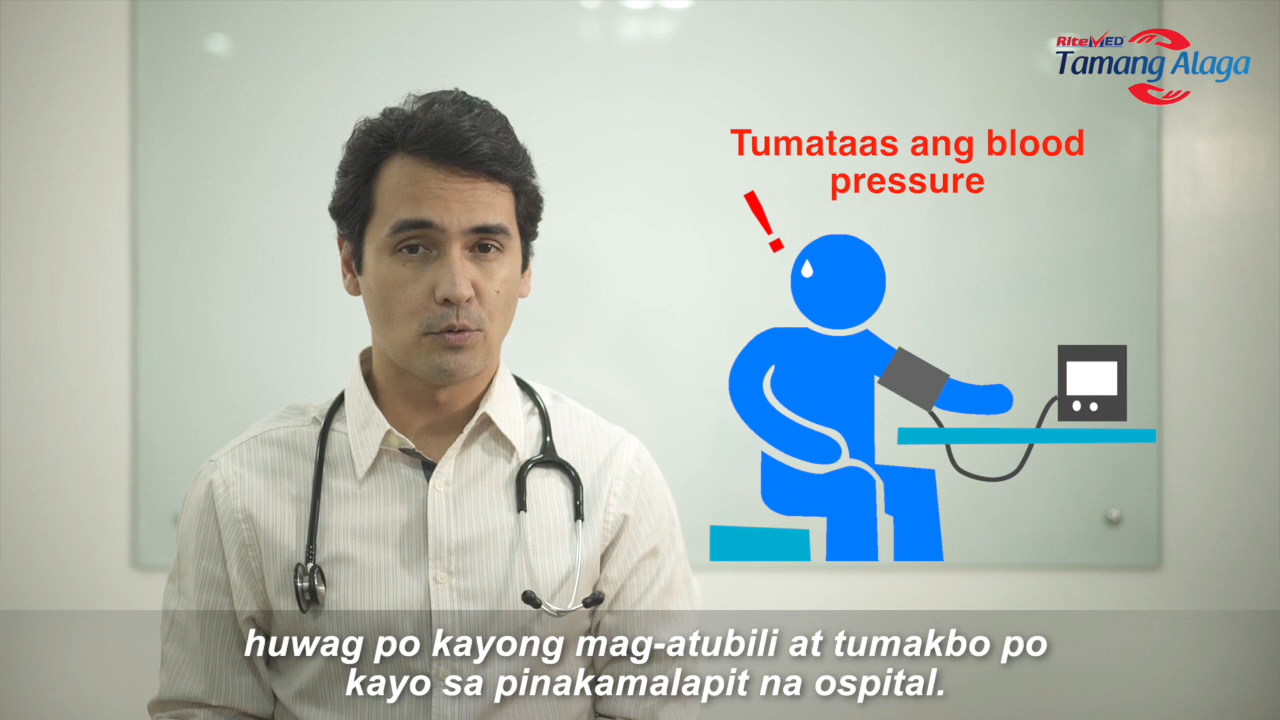 RiteMED
Tamang Alaga
Tumataas ang blood
pressure
!
huwag po kayong mag-atubili at tumakbo po
kayo sa pinakamalapit na ospital.